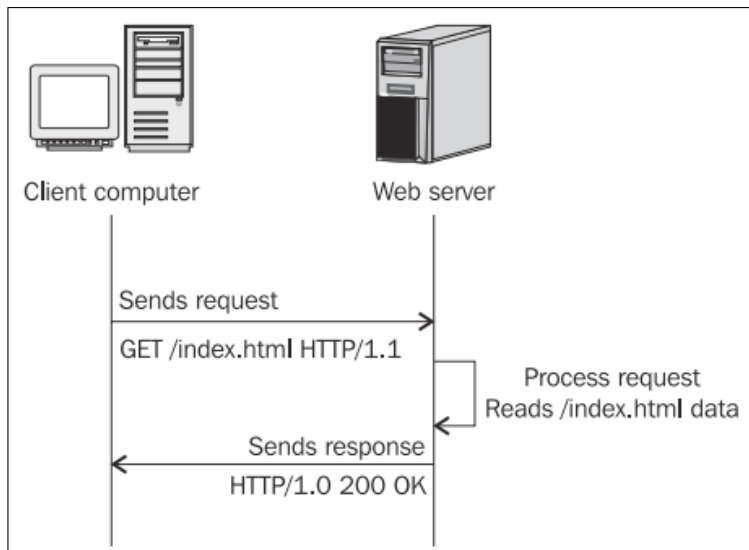 Client computer
Web server
Sends request
GET /index.html HTTP/1.1
Process request
Reads /index.html data
Sends response
HTTP/1.0 200 OK